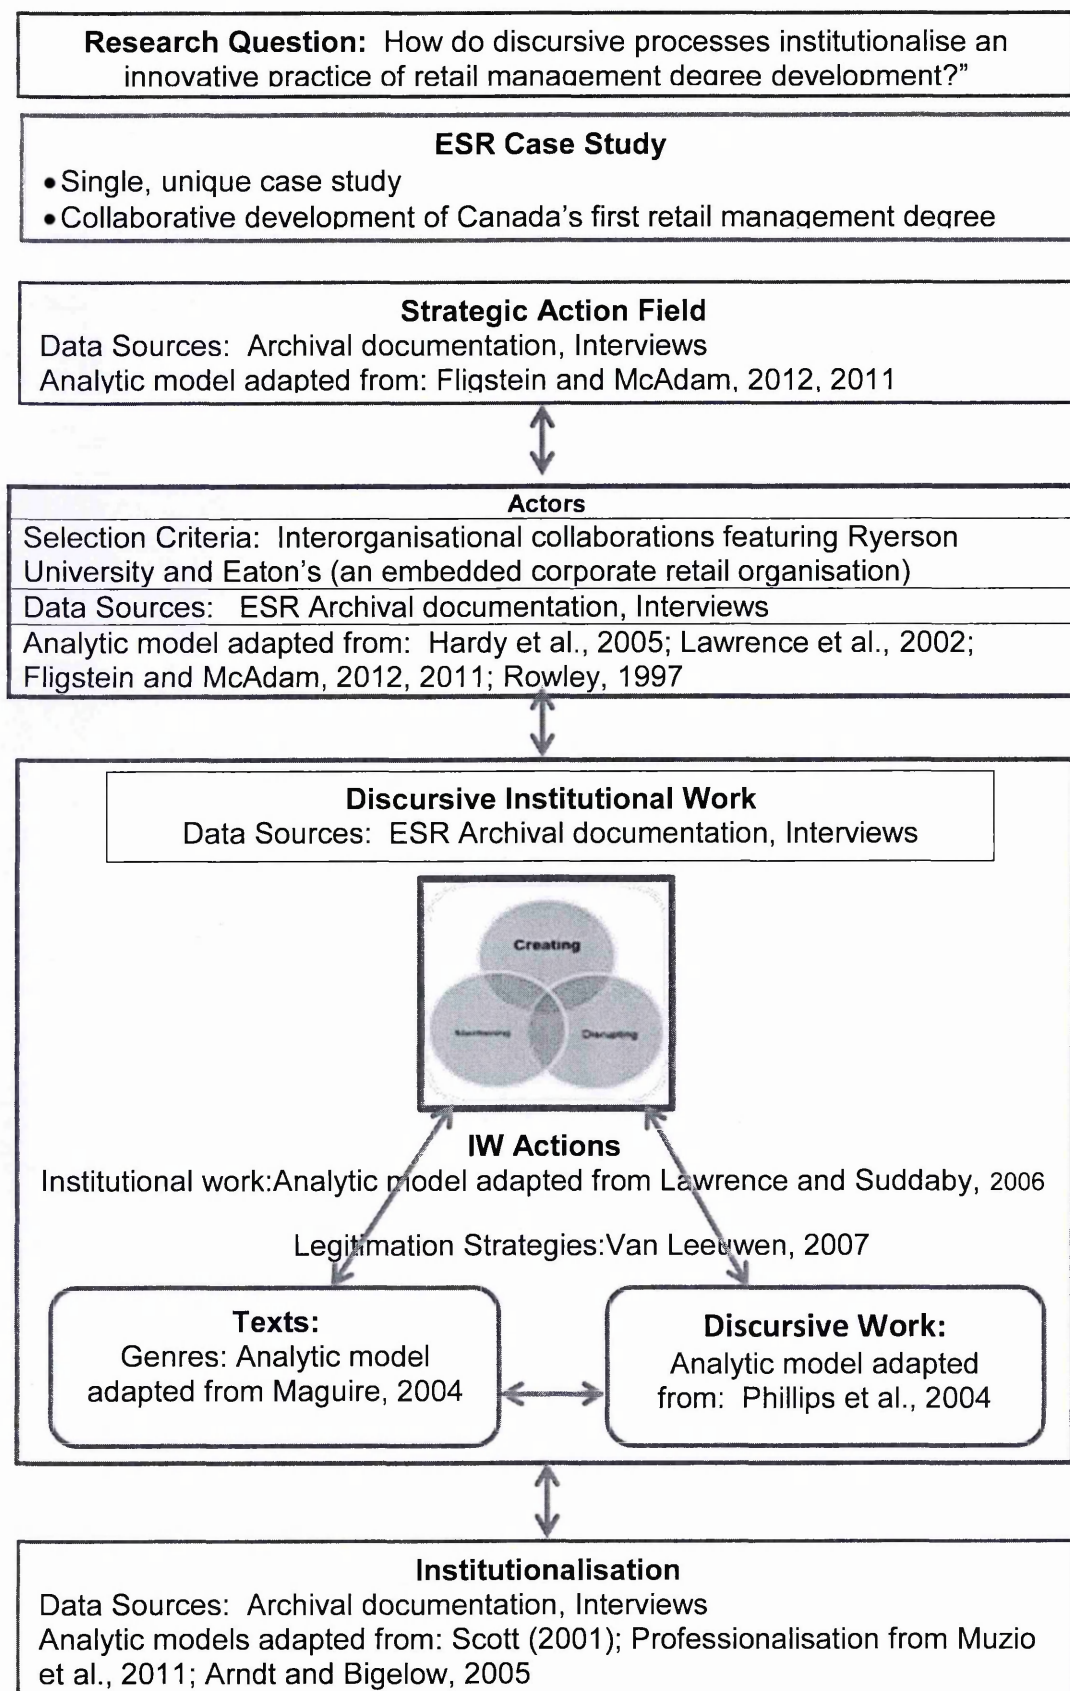 Research Question: How do discursive processes institutionalise an
innovative practice of retail management degree development?”
ESR Case Study
• Single, unique case study
• Collaborative development of Canada’s first retail management degree
Strategic Action Field
Data Sources: Archival documentation, Interviews
Analytic model adapted from: Fligstein and McAdam, 2012, 2011
Actors
Selection Criteria: Interorganisational collaborations featuring Ryerson
University and Eaton’s (an embedded corporate retail organisation)
Data Sources: ESR Archival documentation, Interviews
Analytic model adapted from: Hardy et al., 2005; Lawrence et al., 2002;
Fligstein and McAdam, 2012, 2011; Rowley, 1997
Discursive Institutional Work
Data Sources: ESR Archival documentation, Interviews
Creating
Disrupting
IW Actions
Institutional work:Analytic model adapted from Lawrence and Suddaby, 2006
Legitimation Strategies:Van Leeuwen, 2007
Texts:
Genres: Analytic model
adapted from Maguire, 2004
Discursive Work:
Analytic model adapted
from: Phillips et al., 2004
Institutionalisation
Data Sources: Archival documentation, Interviews
Analytic models adapted from: Scott (2001); Professionalisation from Muzio
et al., 2011; Arndt and Bigelow, 2005